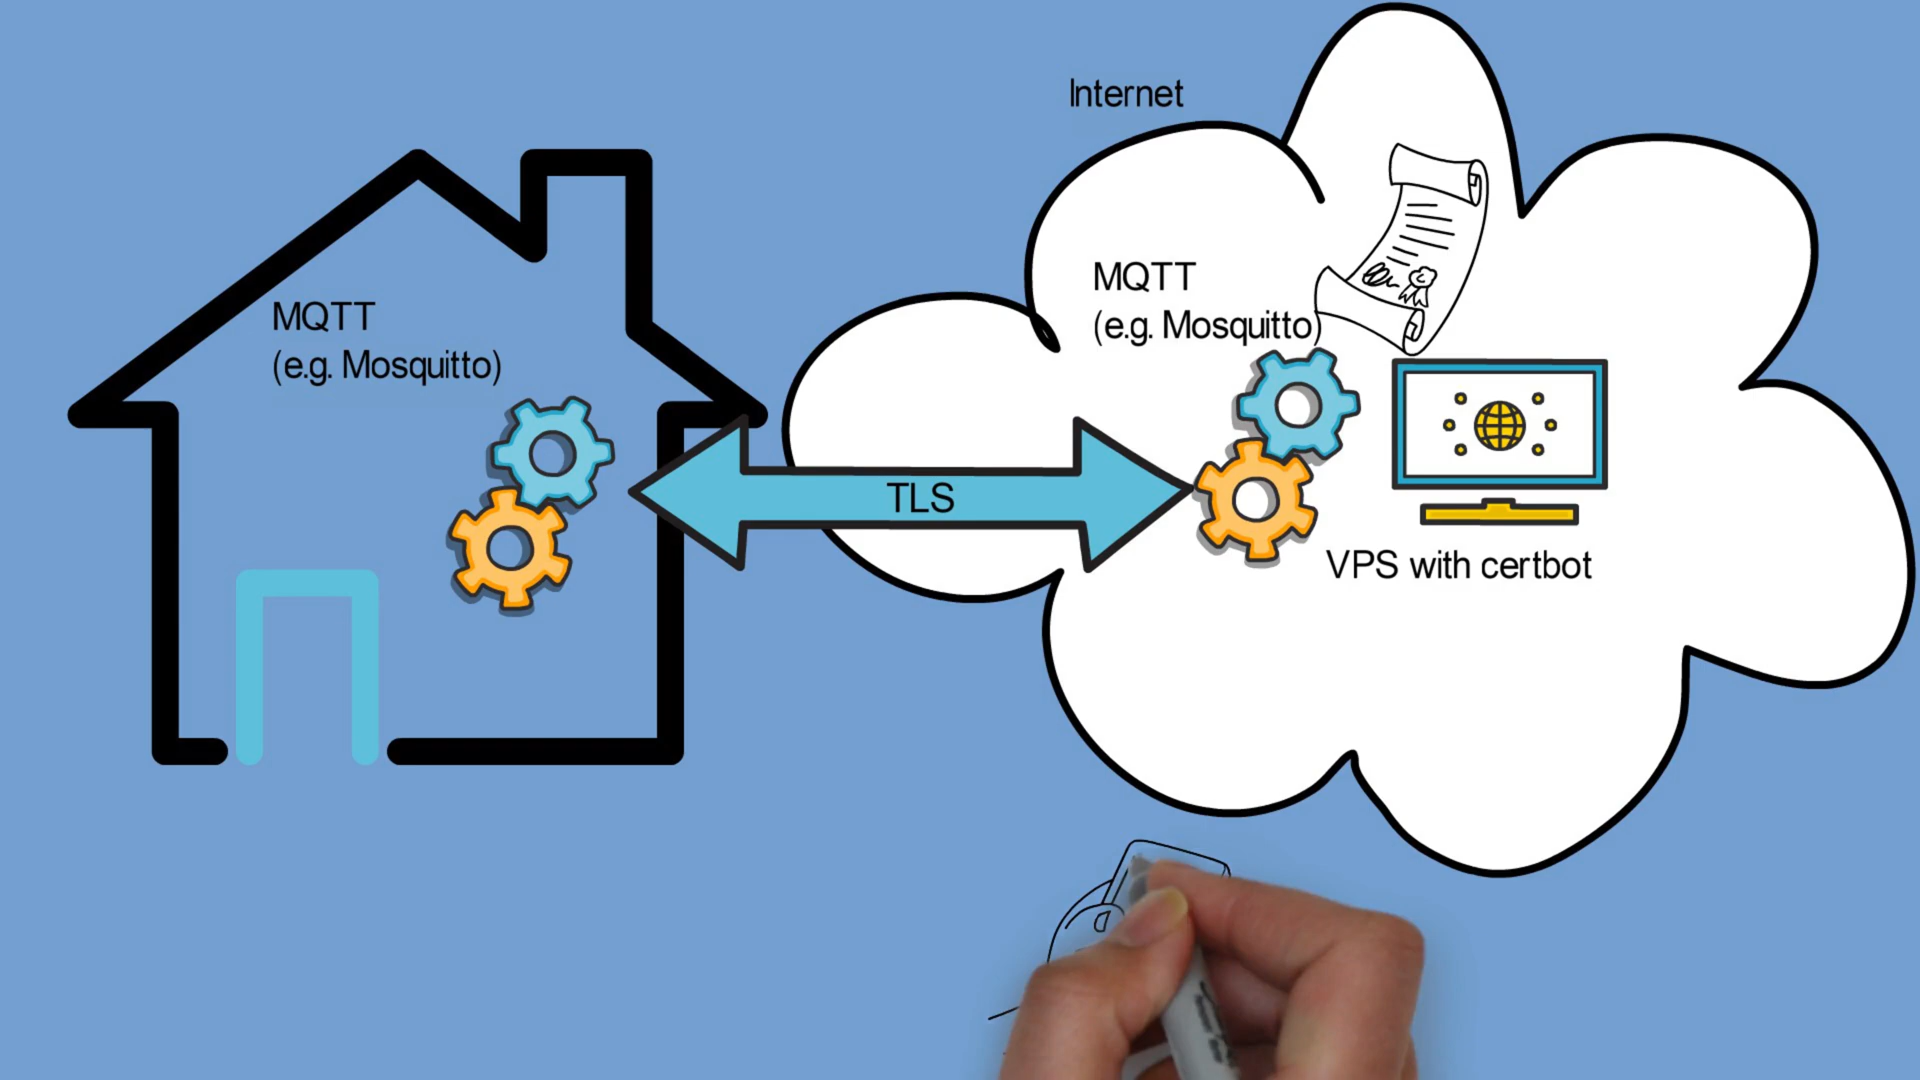 Internet
MQTT
(e.g. Mosquitto)
MQTT
(e.g. Mosquitto)
TLS
VPS with certbot